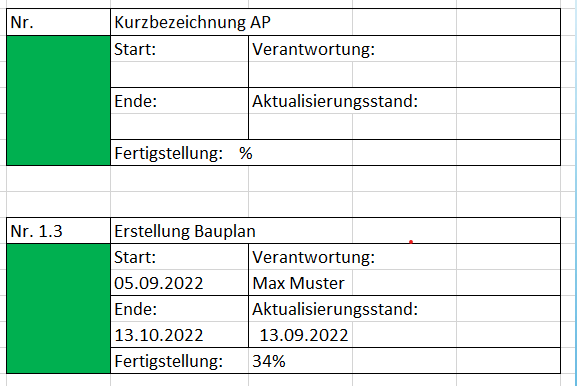 Nr. Kurzbezeichnung AP
Start: Verantwortung:
Ende: Aktualisierungsstand:
Fertigstellung: %
Nr. 1.3 Erstellung Bauplan
Start: Verantwortung:
05.09.2022 Max Muster
Ende: Aktualisierungsstand:
13.10.2022 13.09.2022
Fertigstellung: 34%